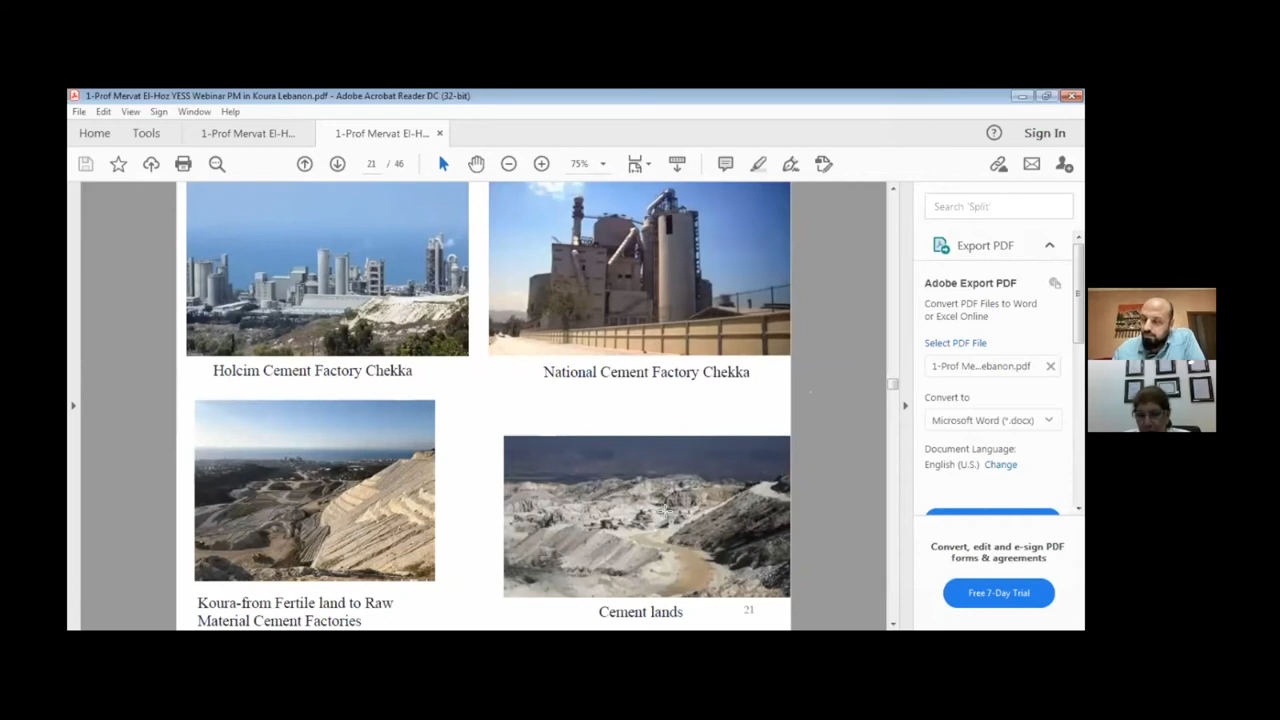 1-Prof Mervat El-Hoz YESS Webinar PM in Koura Lebanon.pdf - Adobe Acrobat Reader DC (32-bit)
File Edit View Sign Window Help
Home Tools 1-Prof Mervat El-H... 1-Prof Mervat El-H... ×
Sign In
21 / 46 75%
Search 'Split'
Export PDF
Adobe Export PDF
Convert PDF Files to Word
or Excel Online
Select PDF File
1-Prof Me...ebanon.pdf
Convert to
Microsoft Word (*.docx)
Document Language:
English (U.S.) Change
Convert, edit and e-sign PDF
forms & agreements
Free 7-Day Trial
Holcim Cement Factory Chekka
National Cement Factory Chekka
Koura-from Fertile land to Raw
Material Cement Factories
Cement lands
21